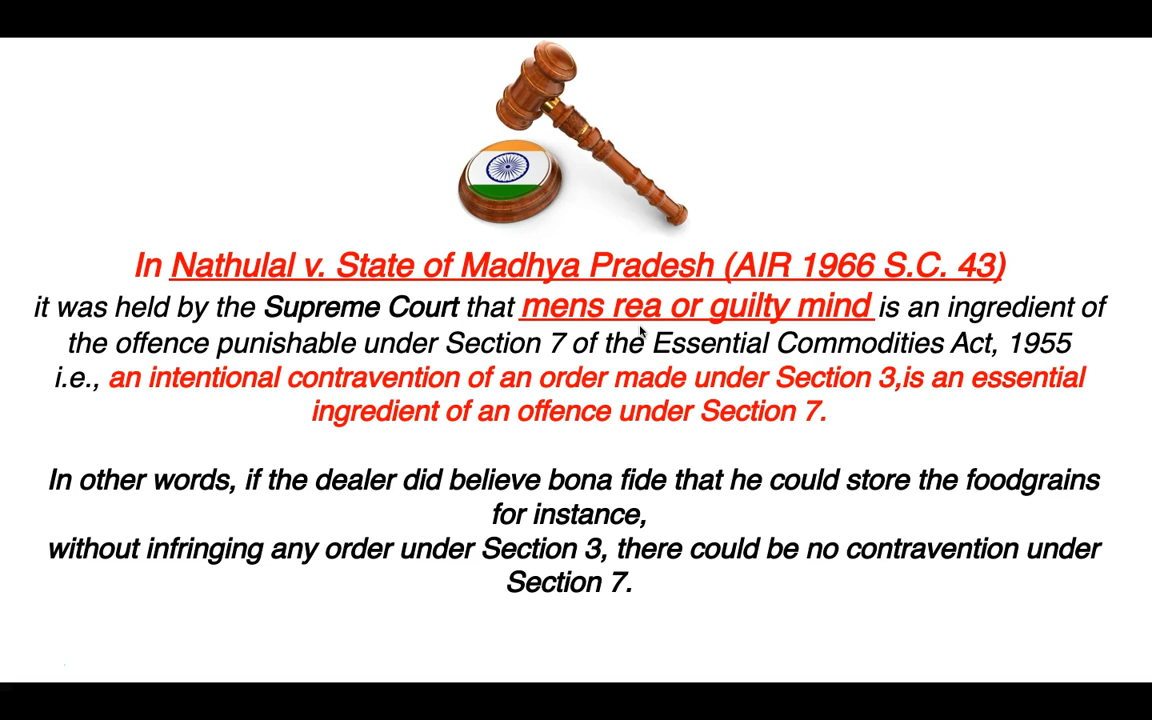 In Nathulal v. State of Madhya Pradesh (AIR 1966 S.C. 43)
it was held by the Supreme Court that mens rea or guilty mind is an ingredient of
the offence punishable under Section 7 of the Essential Commodities Act, 1955
i.e., an intentional contravention of an order made under Section 3,is an essential
ingredient of an offence under Section 7.
In other words, if the dealer did believe bona fide that he could store the foodgrains
for instance,
without infringing any order under Section 3, there could be no contravention under
Section 7.